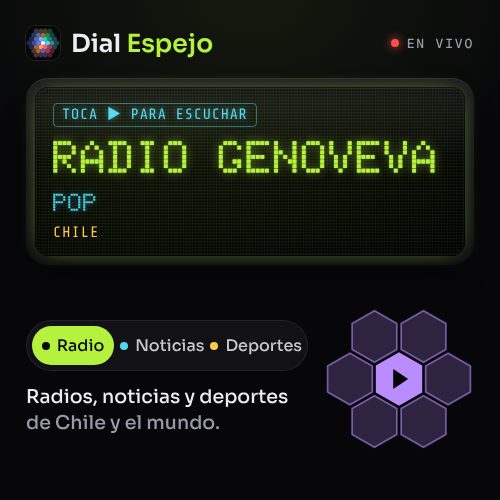 Dial Espejo
EN VIVO
TOCA ▶ PARA ESCUCHAR
RADIO GENOVEVA
POP
CHILE
Radio
Noticias
Deportes
Radios, noticias y deportes
de Chile y el mundo.